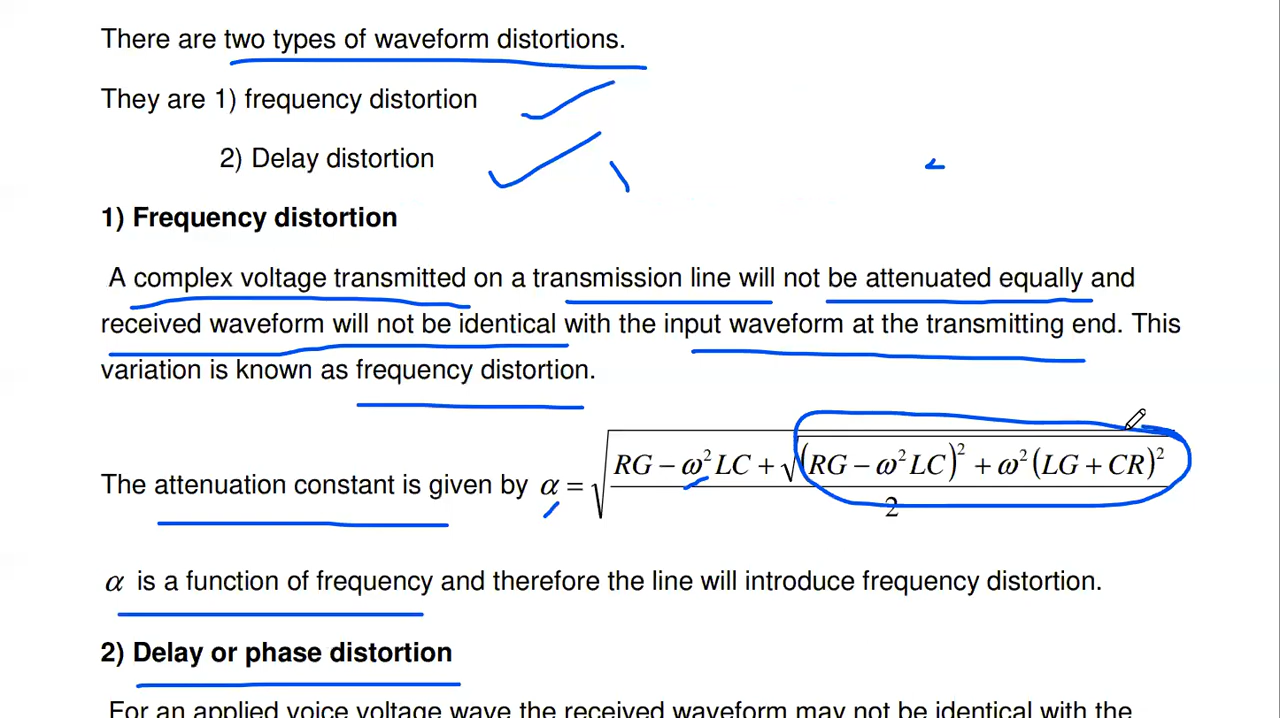 There are two types of waveform distortions.
They are 1) frequency distortion
2) Delay distortion
1) Frequency distortion
A complex voltage transmitted on a transmission line will not be attenuated equally and
received waveform will not be identical with the input waveform at the transmitting end. This
variation is known as frequency distortion.
The attenuation constant is given by α = √((RG − ω² LC + √((RG − ω² LC)² + ω² (LG + CR)²)) / 2)
α is a function of frequency and therefore the line will introduce frequency distortion.
2) Delay or phase distortion
For an applied voice voltage wave the received waveform may not be identical with the